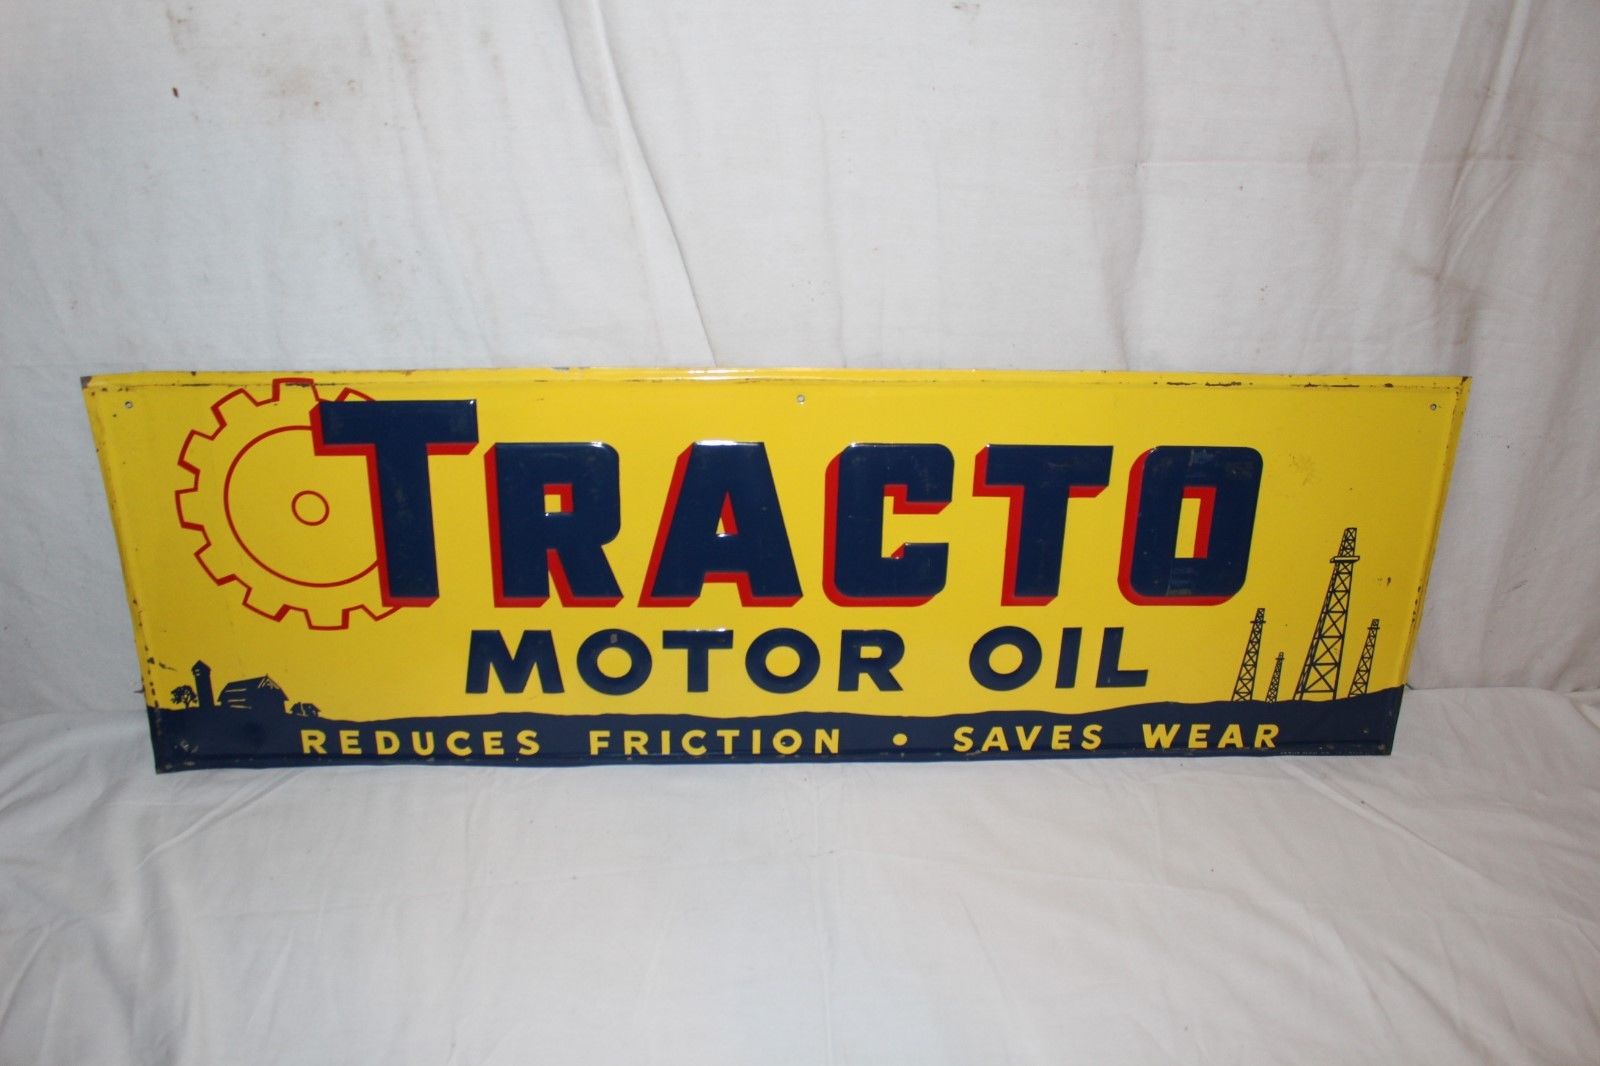 TRACTO
MOTOR OIL
REDUCES FRICTION • SAVES WEAR